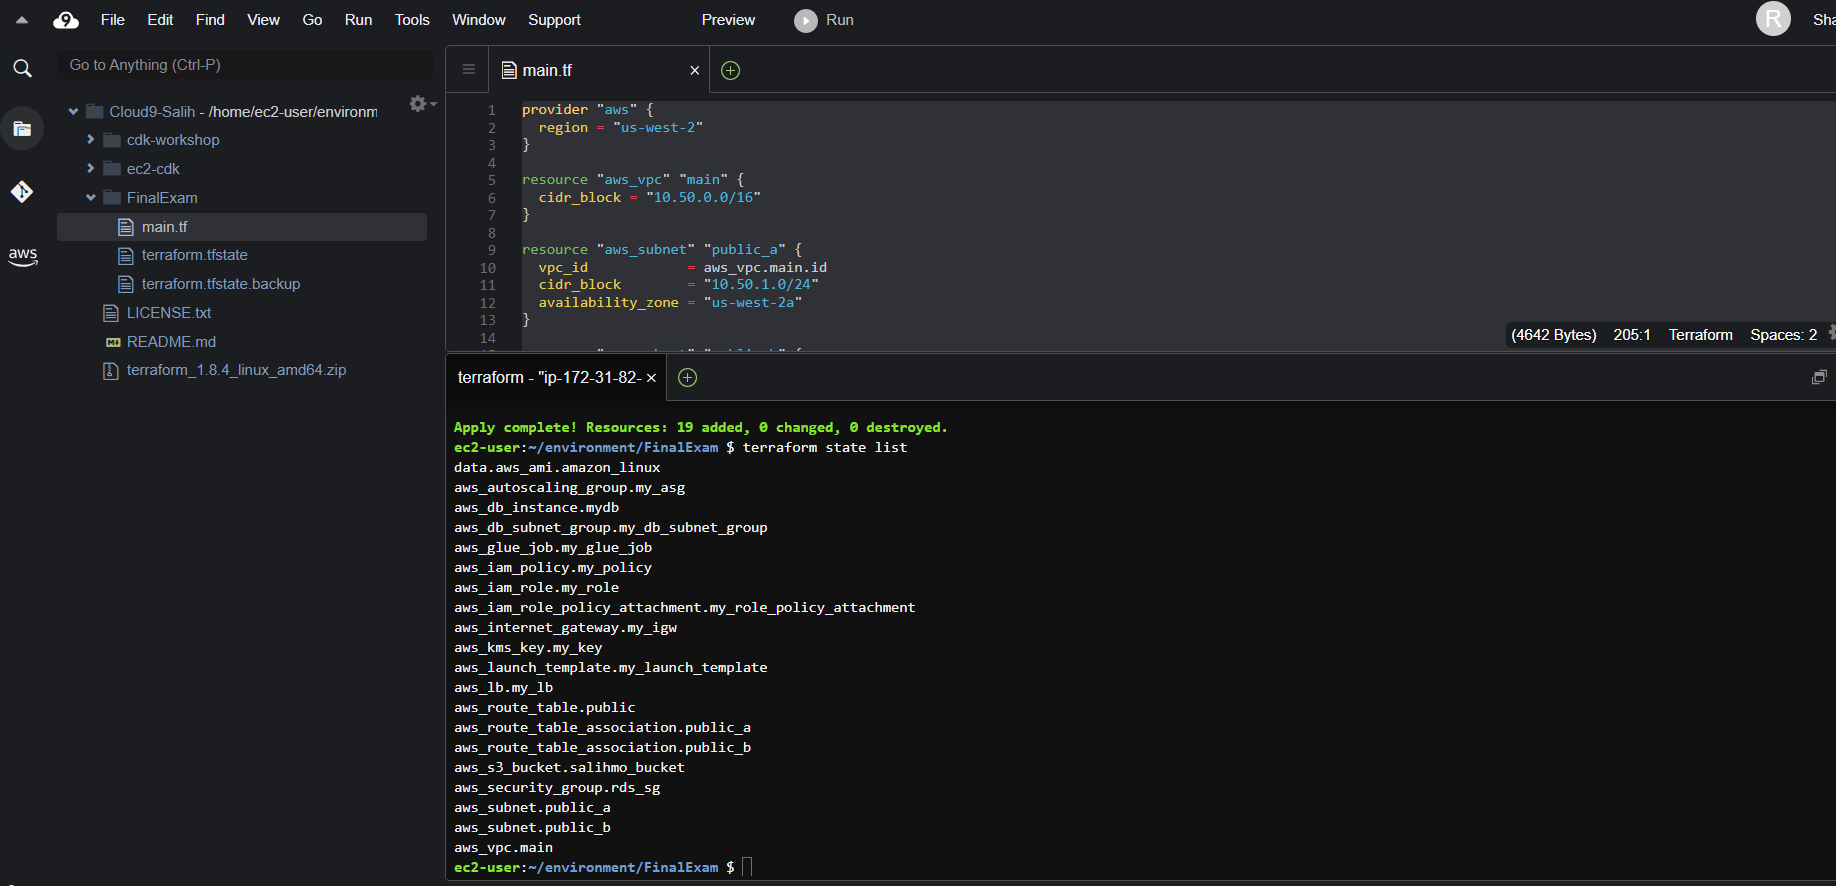 File Edit Find View Go Run Tools Window Support Preview Run R Sha
Go to Anything (Ctrl-P)
Cloud9-Salih - /home/ec2-user/environm
cdk-workshop
ec2-cdk
FinalExam
main.tf
terraform.tfstate
terraform.tfstate.backup
LICENSE.txt
README.md
terraform_1.8.4_linux_amd64.zip
aws
main.tf
1 provider "aws" {
2 region = "us-west-2"
3 }
4
5 resource "aws_vpc" "main" {
6 cidr_block = "10.50.0.0/16"
7 }
8
9 resource "aws_subnet" "public_a" {
10 vpc_id = aws_vpc.main.id
11 cidr_block = "10.50.1.0/24"
12 availability_zone = "us-west-2a"
13 }
14
(4642 Bytes) 205:1 Terraform Spaces: 2
terraform - "ip-172-31-82-
Apply complete! Resources: 19 added, 0 changed, 0 destroyed.
ec2-user:~/environment/FinalExam $ terraform state list
data.aws_ami.amazon_linux
aws_autoscaling_group.my_asg
aws_db_instance.mydb
aws_db_subnet_group.my_db_subnet_group
aws_glue_job.my_glue_job
aws_iam_policy.my_policy
aws_iam_role.my_role
aws_iam_role_policy_attachment.my_role_policy_attachment
aws_internet_gateway.my_igw
aws_kms_key.my_key
aws_launch_template.my_launch_template
aws_lb.my_lb
aws_route_table.public
aws_route_table_association.public_a
aws_route_table_association.public_b
aws_s3_bucket.salihmo_bucket
aws_security_group.rds_sg
aws_subnet.public_a
aws_subnet.public_b
aws_vpc.main
ec2-user:~/environment/FinalExam $